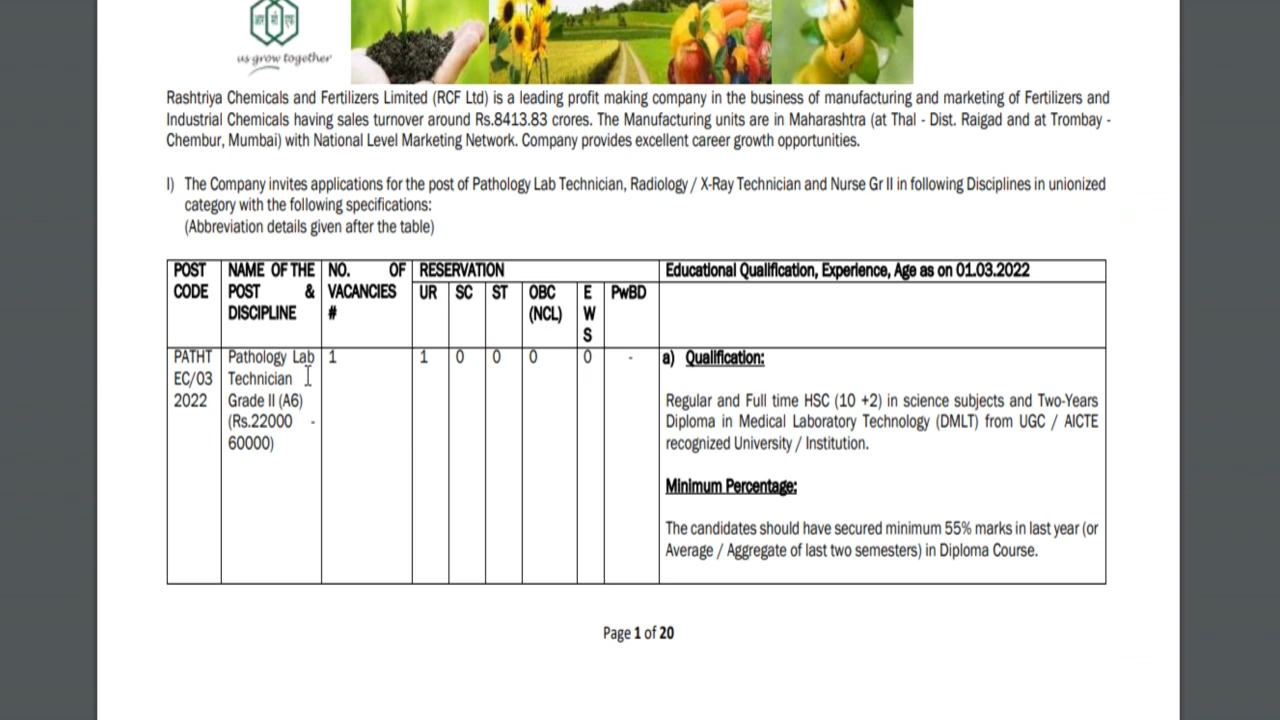 आर सी एफ
us grow together
Rashtriya Chemicals and Fertilizers Limited (RCF Ltd) is a leading profit making company in the business of manufacturing and marketing of Fertilizers and
Industrial Chemicals having sales turnover around Rs.8413.83 crores. The Manufacturing units are in Maharashtra (at Thal - Dist. Raigad and at Trombay -
Chembur, Mumbai) with National Level Marketing Network. Company provides excellent career growth opportunities.
I) The Company invites applications for the post of Pathology Lab Technician, Radiology / X-Ray Technician and Nurse Gr II in following Disciplines in unionized
category with the following specifications:
(Abbreviation details given after the table)
POST CODE
NAME OF THE POST & DISCIPLINE
NO. OF VACANCIES #
RESERVATION
Educational Qualification, Experience, Age as on 01.03.2022
UR SC ST OBC (NCL) EWS PwBD
PATHT
EC/03
2022
Pathology Lab
Technician
Grade II (A6)
(Rs.22000 -
60000)
1 1 0 0 0 0 -
a) Qualification:
Regular and Full time HSC (10 +2) in science subjects and Two-Years
Diploma in Medical Laboratory Technology (DMLT) from UGC / AICTE
recognized University / Institution.
Minimum Percentage:
The candidates should have secured minimum 55% marks in last year (or
Average / Aggregate of last two semesters) in Diploma Course.
Page 1 of 20